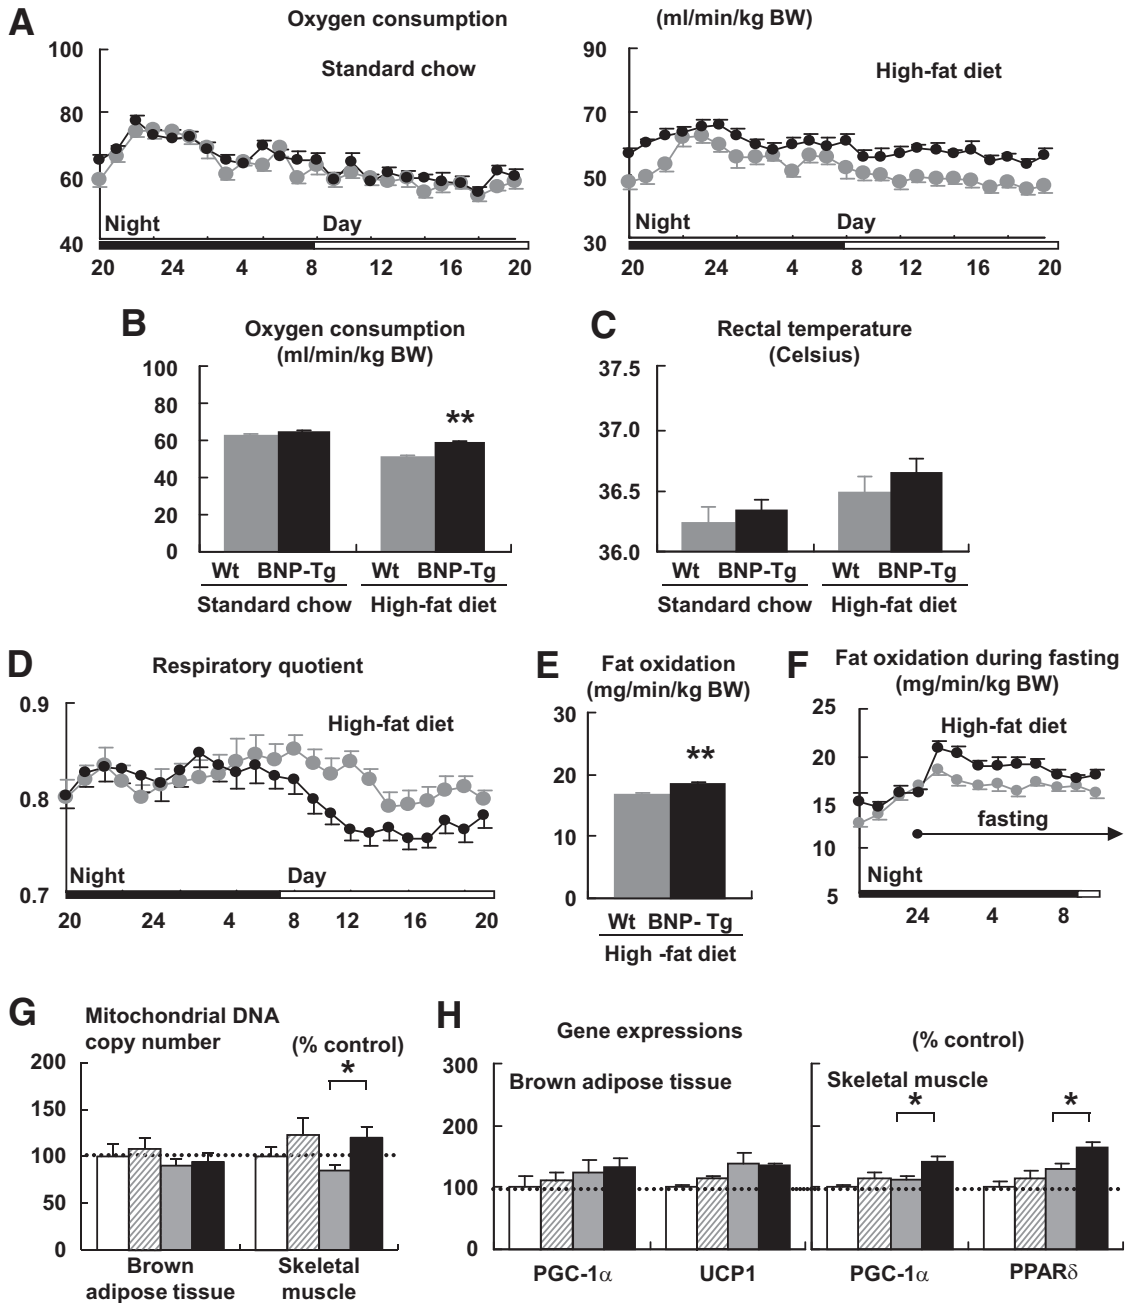 A
Oxygen consumption (ml/min/kg BW)
Standard chow
100
80
60
40
Night Day
20 24 4 8 12 16 20
High-fat diet
90
70
50
30
Night Day
20 24 4 8 12 16 20
B
Oxygen consumption
(ml/min/kg BW)
100
80
60
40
20
0
**
Wt BNP-Tg Wt BNP-Tg
Standard chow High-fat diet
C
Rectal temperature
(Celsius)
37.5
37.0
36.5
36.0
Wt BNP-Tg Wt BNP-Tg
Standard chow High-fat diet
D
Respiratory quotient
High-fat diet
0.9
0.8
0.7
Night Day
20 24 4 8 12 16 20
E
Fat oxidation
(mg/min/kg BW)
30
20
10
0
**
Wt BNP- Tg
High -fat diet
F
Fat oxidation during fasting
(mg/min/kg BW)
High-fat diet
25
20
15
10
5
fasting
Night
24 4 8
G
Mitochondrial DNA
copy number
(% control)
200
150
100
50
0
*
Brown
adipose tissue
Skeletal
muscle
H
Gene expressions (% control)
Brown adipose tissue Skeletal muscle
300
200
100
0
* *
PGC-1α UCP1 PGC-1α PPARδ